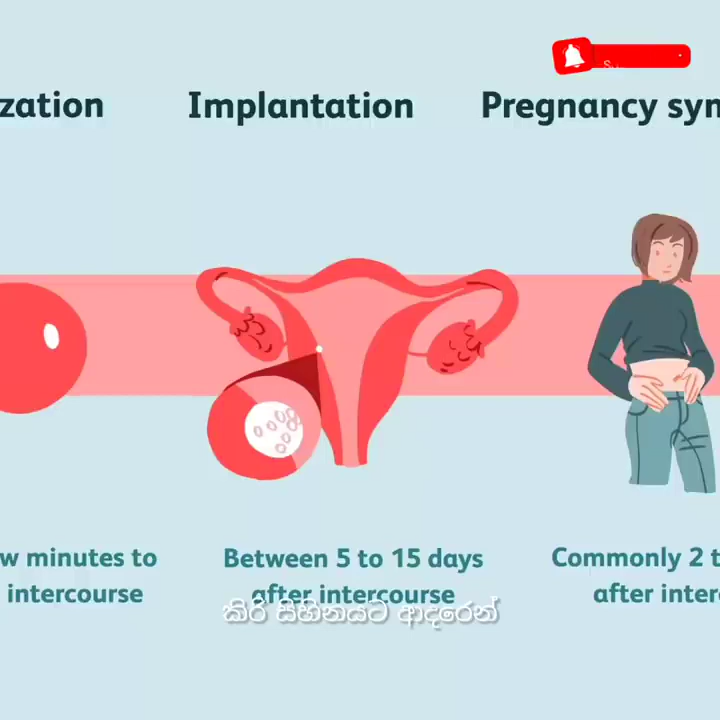 zation
Implantation
Pregnancy sym
w minutes to
intercourse
Between 5 to 15 days
after intercourse
Commonly 2 t
after inter
කිරි සිහිනයට ආදරෙන්